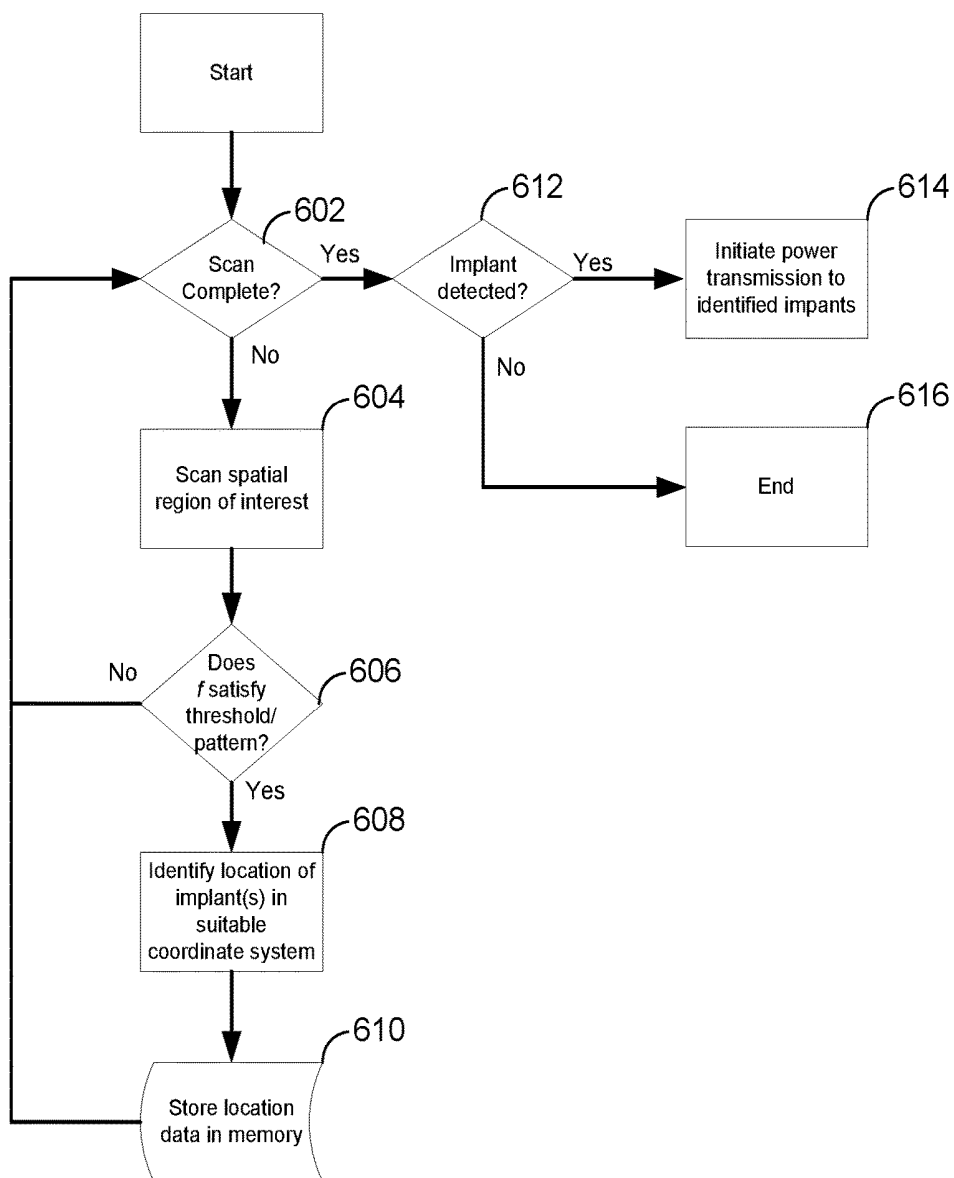 Start
602
Scan
Complete?
Yes
612
Implant
detected?
Yes
614
Initiate power
transmission to
identified impants
No
604
Scan spatial
region of interest
No
616
End
No
Does
f satisfy
threshold/
pattern?
606
Yes
608
Identify location of
implant(s) in
suitable
coordinate system
610
Store location
data in memory